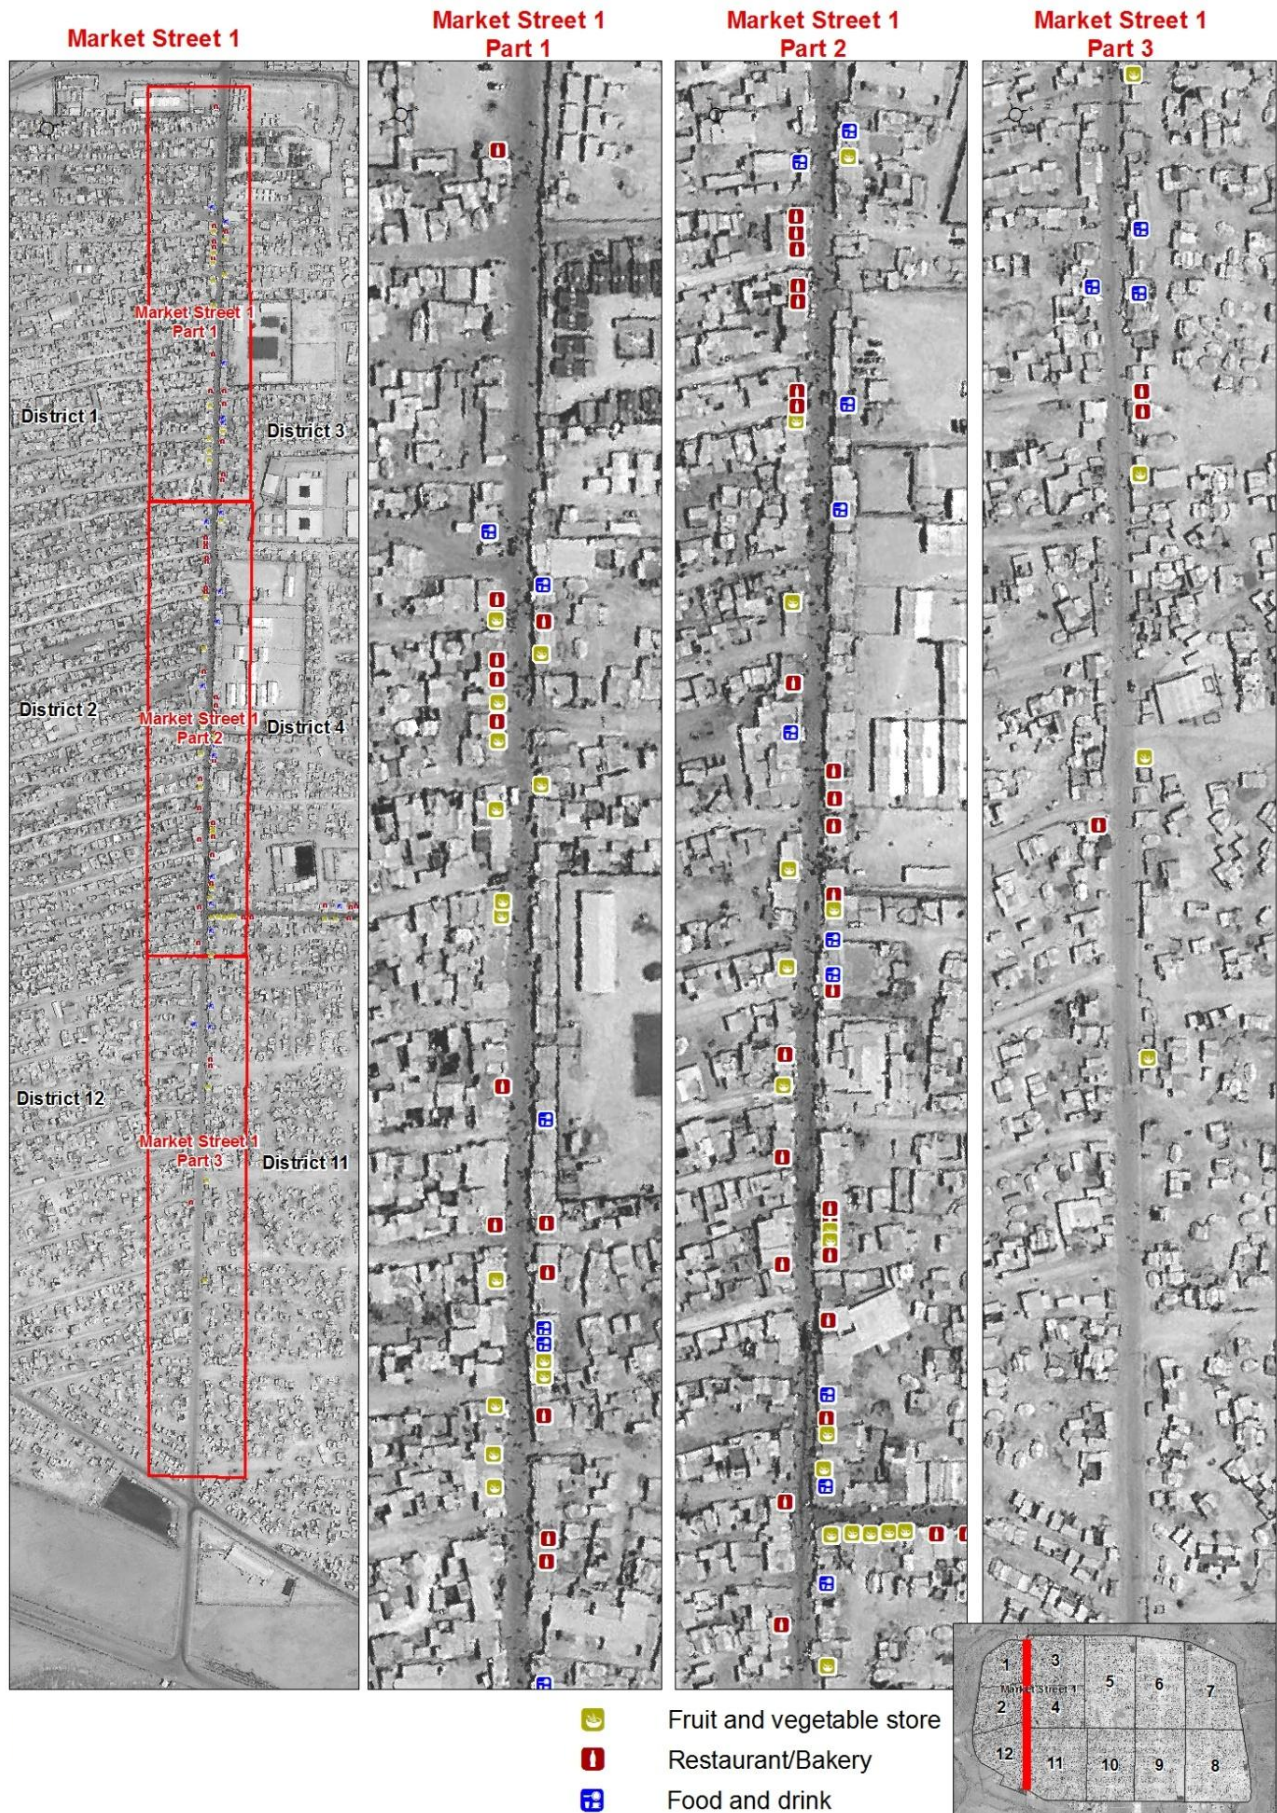 Market Street 1
Market Street 1
Part 1
Market Street 1
Part 2
Market Street 1
Part 3
Market Street 1
Part 1
District 1
District 3
District 2
Market Street 1
Part 2
District 4
District 12
Market Street 1
Part 3
District 11
Fruit and vegetable store
Restaurant/Bakery
Food and drink
1
3
5
6
7
Market Street 1
2
4
12
11
10
9
8